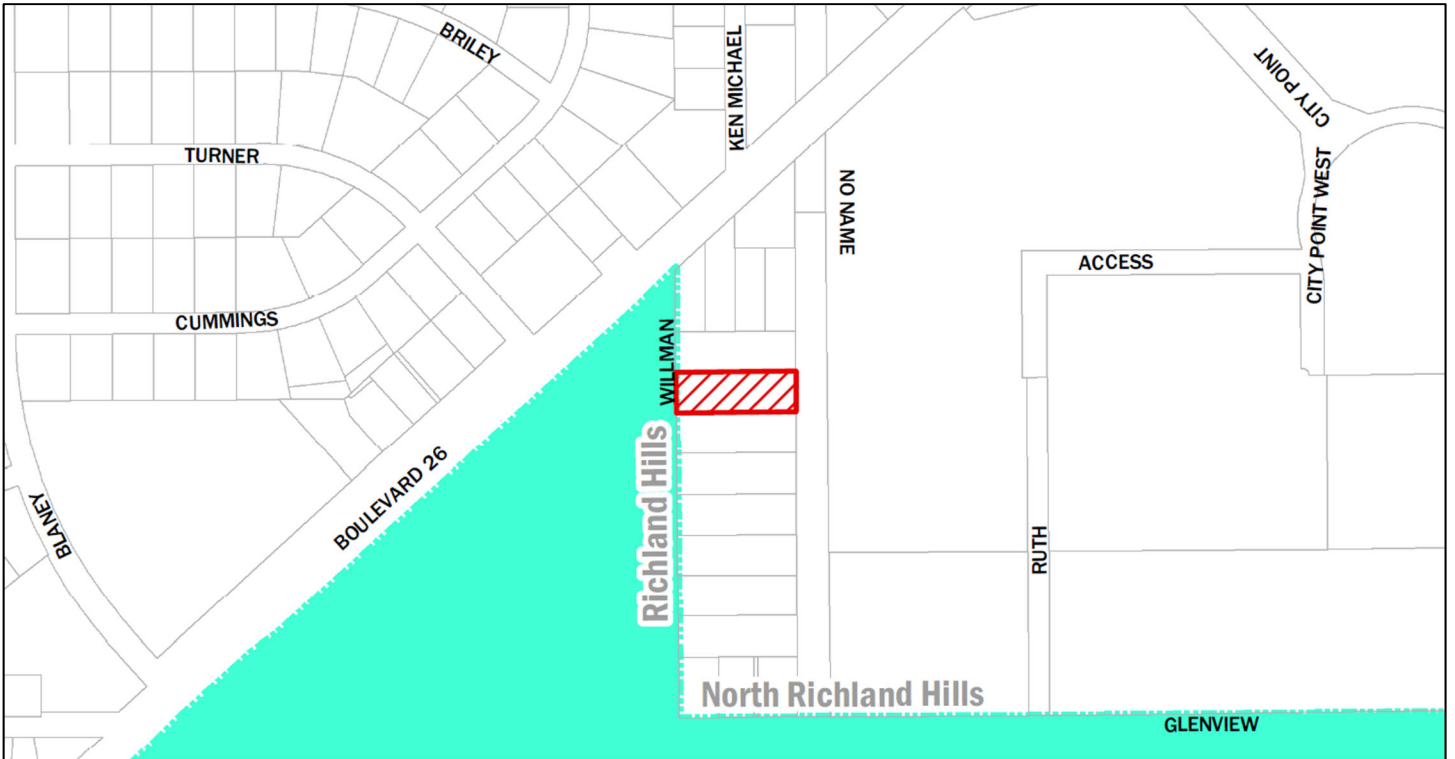 BRILEY
KEN MICHAEL
CITY POINT
TURNER
NO NAME
CITY POINT WEST
ACCESS
CUMMINGS
WILLMAN
BOULEVARD 26
Richland Hills
BLANEY
RUTH
North Richland Hills
GLENVIEW